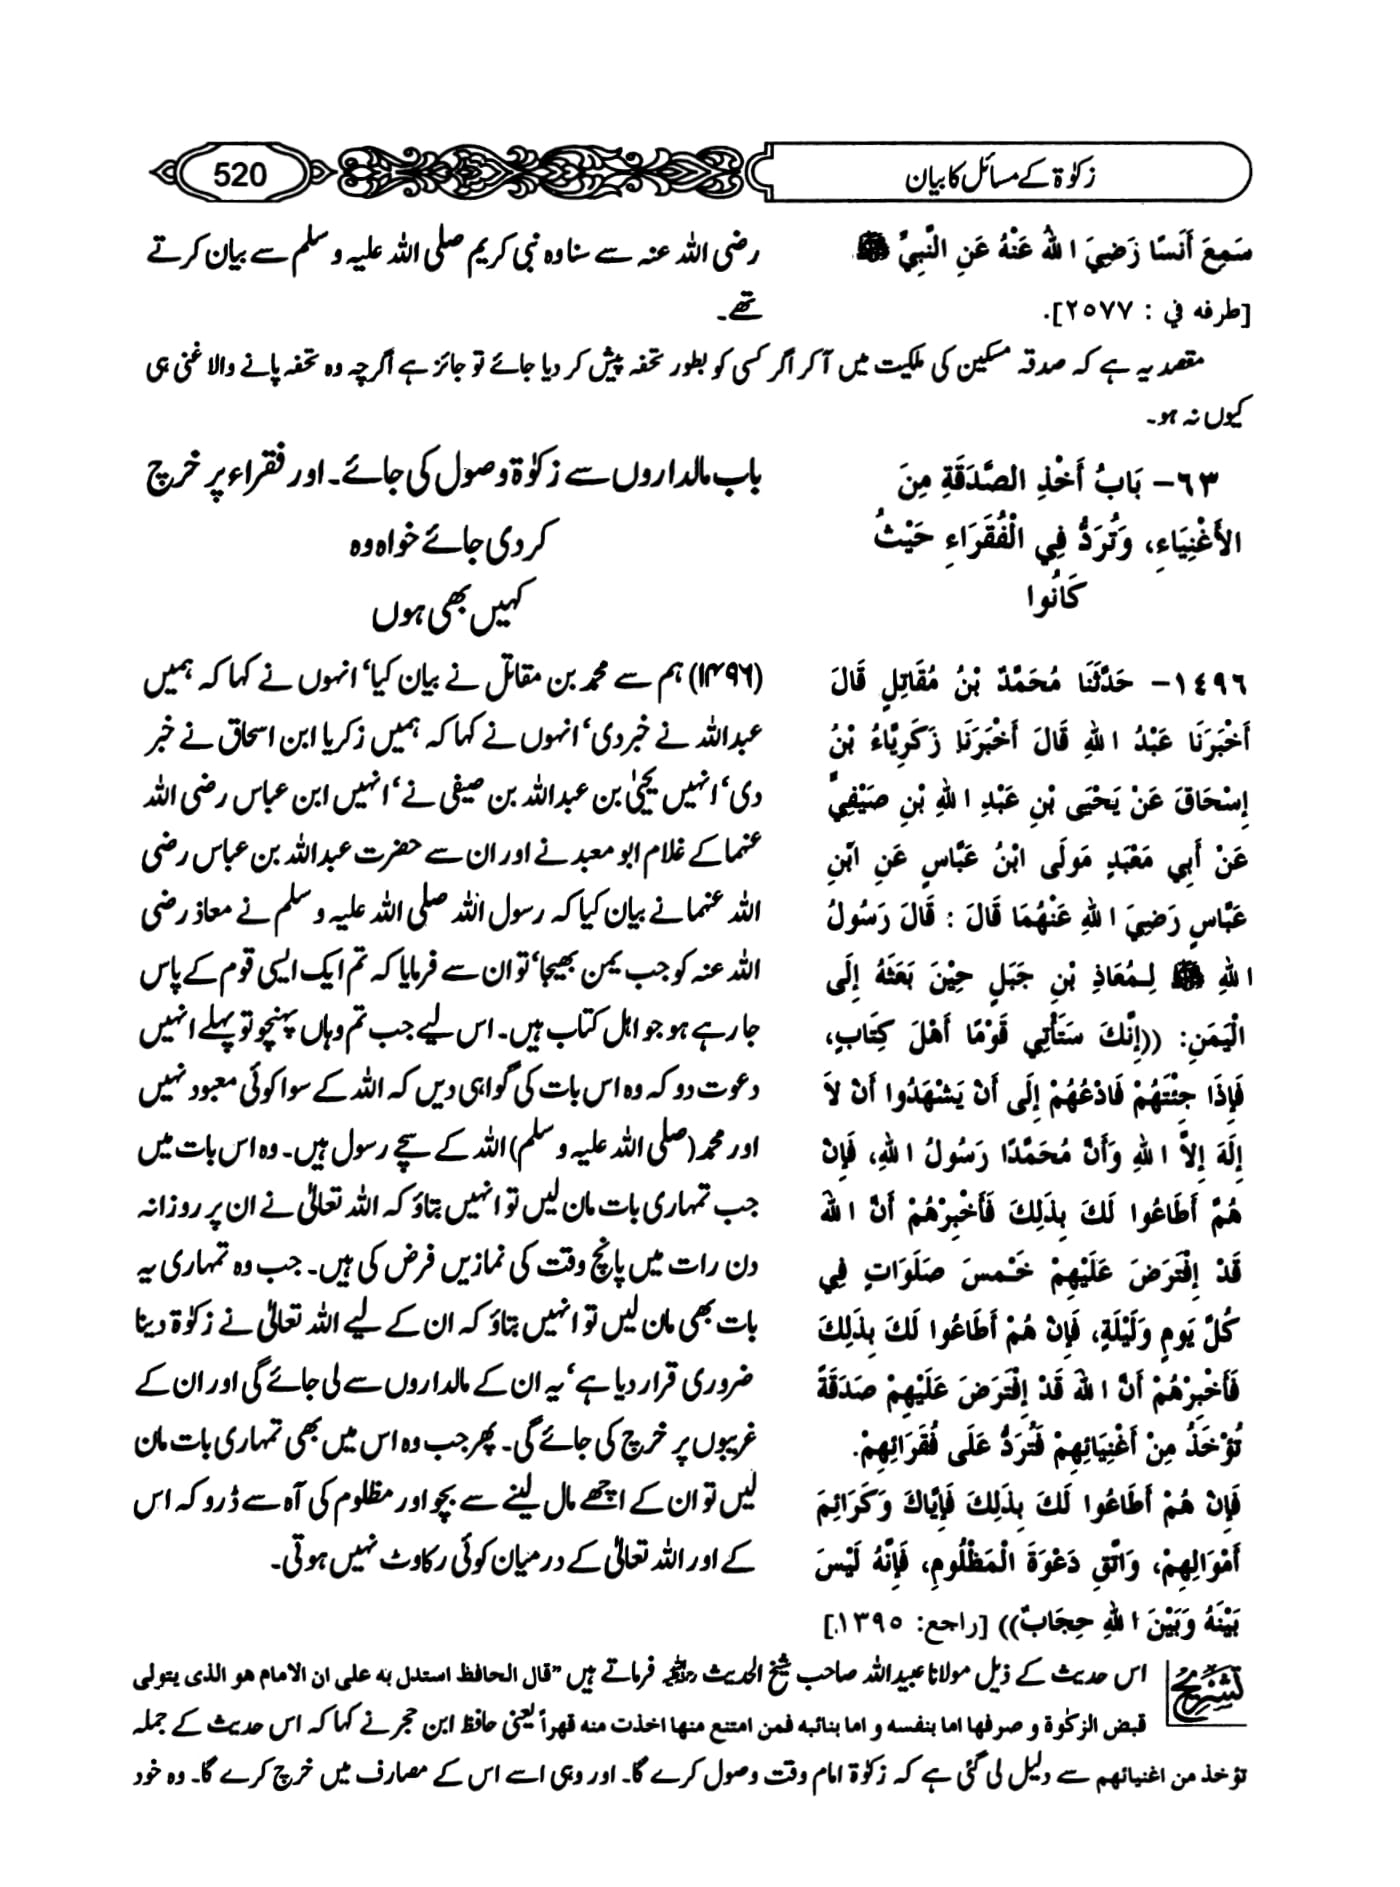 زکوٰۃ کے مسائل کا بیان
520
سَمِعَ أَنَسًا رَضِيَ اللهُ عَنْهُ عَنِ النَّبِيِّ ﷺ.
[طرفه في : ٢٥٧٧].
رضی اللہ عنہ سے سنا وہ نبی کریم صلی اللہ علیہ و سلم سے بیان کرتے
تھے۔
مقصد یہ ہے کہ صدقہ مسکین کی ملکیت میں آکر اگر کسی کو بطور تحفہ پیش کر دیا جائے تو جائز ہے اگرچہ وہ تحفہ پانے والا غنی ہی
کیوں نہ ہو۔
٦٣- بَابُ أَخْذِ الصَّدَقَةِ مِنَ
الأَغْنِيَاءِ، وَتُرَدُّ فِي الْفُقَرَاءِ حَيْثُ
كَانُوا
باب مالداروں سے زکوٰۃ وصول کی جائے۔ اور فقراء پر خرچ
کر دی جائے خواہ وہ
کہیں بھی ہوں
١٤٩٦- حَدَّثَنَا مُحَمَّدُ بْنُ مُقَاتِلٍ قَالَ
أَخْبَرَنَا عَبْدُ اللهِ قَالَ أَخْبَرَنَا زَكَرِيَّاءُ بْنُ
إِسْحَاقَ عَنْ يَحْيَى بْنِ عَبْدِ اللهِ بْنِ صَيْفِيٍّ
عَنْ أَبِي مَعْبَدٍ مَولَى ابْنُ عَبَّاسٍ عَنِ ابْنِ
عَبَّاسٍ رَضِيَ اللهِ عَنْهُمَا قَالَ : قَالَ رَسُولُ
اللهِ ﷺ لِمُعَاذِ بْنِ جَبَلٍ حِيْنَ بَعَثَهُ إِلَى
الْيَمَنِ: ((إِنَّكَ سَتَأْتِي قَوْمًا أَهْلَ كِتَابٍ،
فَإِذَا جِئْتَهُمْ فَادْعُهُمْ إِلَى أَنْ يَشْهَدُوا أَنْ لاَ
إِلَهَ إِلاَّ اللهِ وَأَنَّ مُحَمَّدًا رَسُولُ اللهِ، فَإِنْ
هُمْ أَطَاعُوا لَكَ بِذَلِكَ فَأَخْبِرْهُمْ أَنَّ اللهَ
قَدْ إِفْتَرَضَ عَلَيْهِمْ خَمْسَ صَلَوَاتٍ فِي
كُلِّ يَومٍ وَلَيْلَةٍ، فَإِنْ هُمْ أَطَاعُوا لَكَ بِذَلِكَ
فَأَخْبِرْهُمْ أَنَّ اللهَ قَدْ إِفْتَرَضَ عَلَيْهِمْ صَدَقَةً
تُؤْخَذُ مِنْ أَغْنِيَائِهِمْ فَتُرَدُّ عَلَى فُقَرَائِهِمْ.
فَإِنْ هُمْ أَطَاعُوا لَكَ بِذَلِكَ فَإِيَّاكَ وَكَرَائِمَ
أَمْوَالِهِمْ، وَاتَّقِ دَعْوَةَ الْمَظْلُومِ، فَإِنَّهُ لَيْسَ
بَيْنَهُ وَبَيْنَ اللهِ حِجَابٌ)) [راجع: ١٣٩٥]
(۱۴۹۶) ہم سے محمد بن مقاتل نے بیان کیا‘ انہوں نے کہا کہ ہمیں
عبداللہ نے خبر دی‘ انہوں نے کہا کہ ہمیں زکریا ابن اسحاق نے خبر
دی‘ انہیں یحییٰ بن عبداللہ بن صیفی نے‘ انہیں ابن عباس رضی اللہ
عنہما کے غلام ابو معبد نے اور ان سے حضرت عبداللہ بن عباس رضی
اللہ عنہما نے بیان کیا کہ رسول اللہ صلی اللہ علیہ و سلم نے معاذ رضی
اللہ عنہ کو جب یمن بھیجا‘ تو ان سے فرمایا کہ تم ایک ایسی قوم کے پاس
جا رہے ہو جو اہل کتاب ہیں۔ اس لیے جب تم وہاں پہنچو تو پہلے انہیں
دعوت دو کہ وہ اس بات کی گواہی دیں کہ اللہ کے سوا کوئی معبود نہیں
اور محمد (صلی اللہ علیہ و سلم) اللہ کے سچے رسول ہیں۔ وہ اس بات میں
جب تمہاری بات مان لیں تو انہیں بتاؤ کہ اللہ تعالیٰ نے ان پر روزانہ
دن رات میں پانچ وقت کی نمازیں فرض کی ہیں۔ جب وہ تمہاری یہ
بات بھی مان لیں تو انہیں بتاؤ کہ ان کے لیے اللہ تعالیٰ نے زکوٰۃ دینا
ضروری قرار دیا ہے‘ یہ ان کے مالداروں سے لی جائے گی اور ان کے
غریبوں پر خرچ کی جائے گی۔ پھر جب وہ اس میں بھی تمہاری بات مان
لیں تو ان کے اچھے مال لینے سے بچو اور مظلوم کی آہ سے ڈرو کہ اس
کے اور اللہ تعالیٰ کے درمیان کوئی رکاوٹ نہیں ہوتی۔
تشریح اس حدیث کے ذیل مولانا عبیداللہ صاحب شیخ الحدیث رحمہ اللہ فرماتے ہیں ”قال الحافظ استدل به علی ان الامام هو الذی یتولی
قبض الزکوة و صرفها اما بنفسه و اما بنائبه فمن امتنع منها اخذت منه قهراً یعنی حافظ ابن حجر نے کہا کہ اس حدیث کے جملہ
تؤخذ من اغنیائهم سے دلیل لی گئی ہے کہ زکوٰۃ امام وقت وصول کرے گا۔ اور وہی اسے اس کے مصارف میں خرچ کرے گا۔ وہ خود